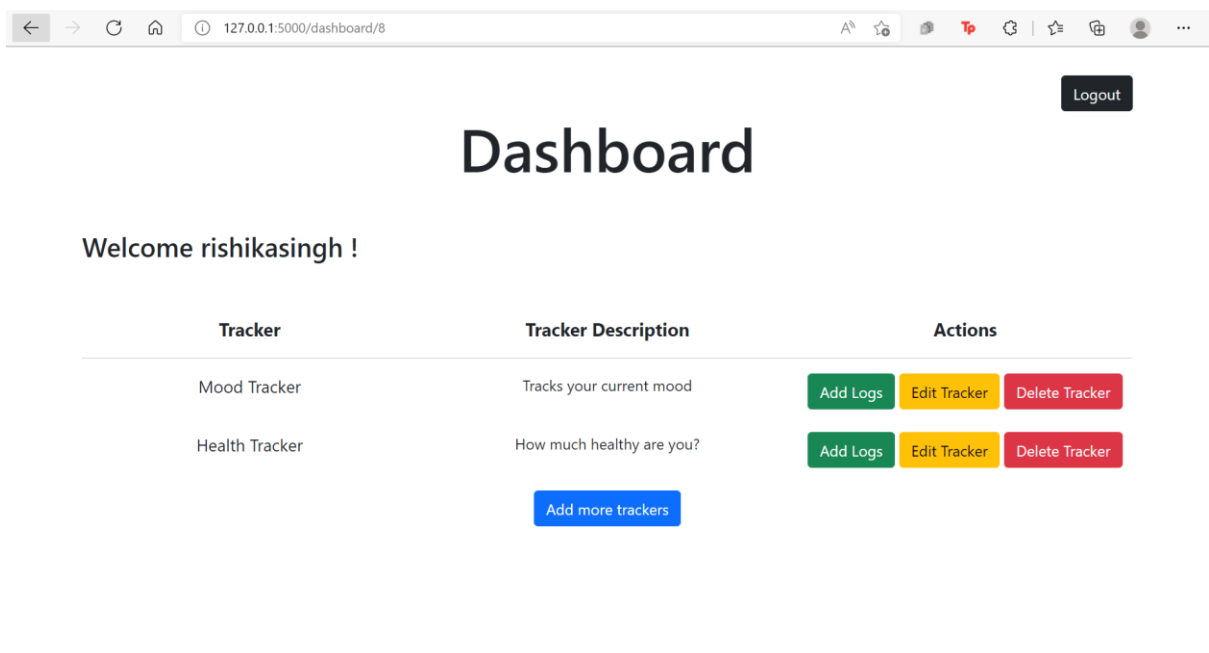 127.0.0.1:5000/dashboard/8
Logout
Dashboard
Welcome rishikasingh !
Tracker Tracker Description Actions
Mood Tracker Tracks your current mood Add Logs Edit Tracker Delete Tracker
Health Tracker How much healthy are you? Add Logs Edit Tracker Delete Tracker
Add more trackers